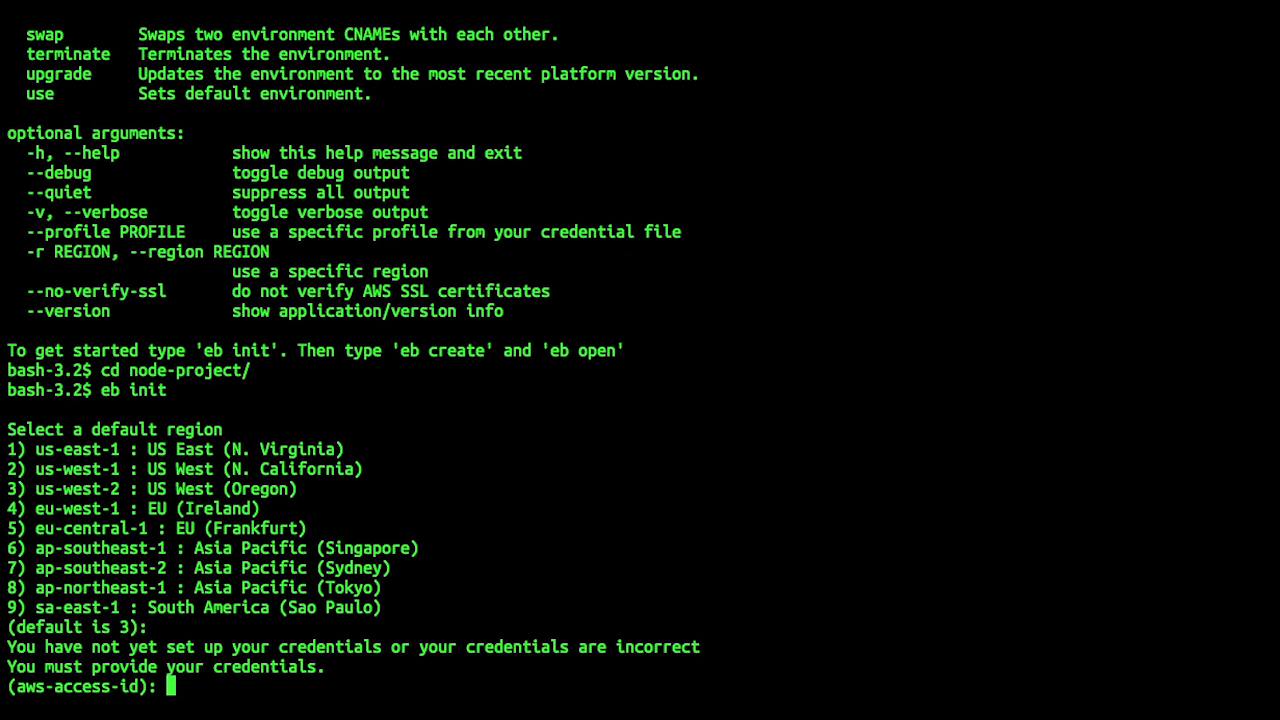 swap Swaps two environment CNAMEs with each other.
terminate Terminates the environment.
upgrade Updates the environment to the most recent platform version.
use Sets default environment.
optional arguments:
-h, --help show this help message and exit
--debug toggle debug output
--quiet suppress all output
-v, --verbose toggle verbose output
--profile PROFILE use a specific profile from your credential file
-r REGION, --region REGION
use a specific region
--no-verify-ssl do not verify AWS SSL certificates
--version show application/version info
To get started type 'eb init'. Then type 'eb create' and 'eb open'
bash-3.2$ cd node-project/
bash-3.2$ eb init
Select a default region
1) us-east-1 : US East (N. Virginia)
2) us-west-1 : US West (N. California)
3) us-west-2 : US West (Oregon)
4) eu-west-1 : EU (Ireland)
5) eu-central-1 : EU (Frankfurt)
6) ap-southeast-1 : Asia Pacific (Singapore)
7) ap-southeast-2 : Asia Pacific (Sydney)
8) ap-northeast-1 : Asia Pacific (Tokyo)
9) sa-east-1 : South America (Sao Paulo)
(default is 3):
You have not yet set up your credentials or your credentials are incorrect
You must provide your credentials.
(aws-access-id):